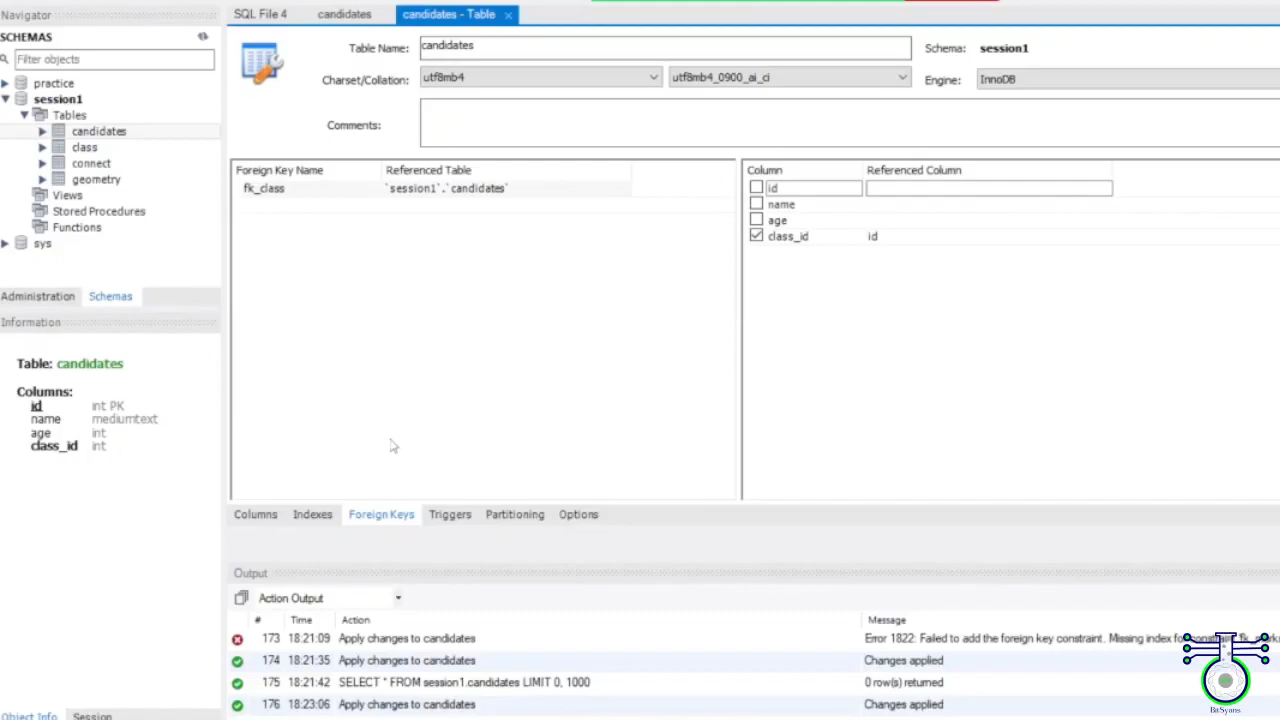 Navigator
SCHEMAS
Filter objects
practice
session1
Tables
candidates
class
connect
geometry
Views
Stored Procedures
Functions
sys
Administration Schemas
Information
Table: candidates
Columns:
id int PK
name mediumtext
age int
class_id int
Object Info Session
SQL File 4 candidates candidates - Table
Table Name: candidates Schema: session1
Charset/Collation: utf8mb4 utf8mb4_0900_ai_ci Engine: InnoDB
Comments:
Foreign Key Name Referenced Table
fk_class `session1`.`candidates`
Column Referenced Column
id
name
age
class_id id
Columns Indexes Foreign Keys Triggers Partitioning Options
Output
Action Output
# Time Action Message
173 18:21:09 Apply changes to candidates Error 1822: Failed to add the foreign key constraint. Missing index for
174 18:21:35 Apply changes to candidates Changes applied
175 18:21:42 SELECT * FROM session1.candidates LIMIT 0, 1000 0 row(s) returned
176 18:23:06 Apply changes to candidates Changes applied
BitSyans